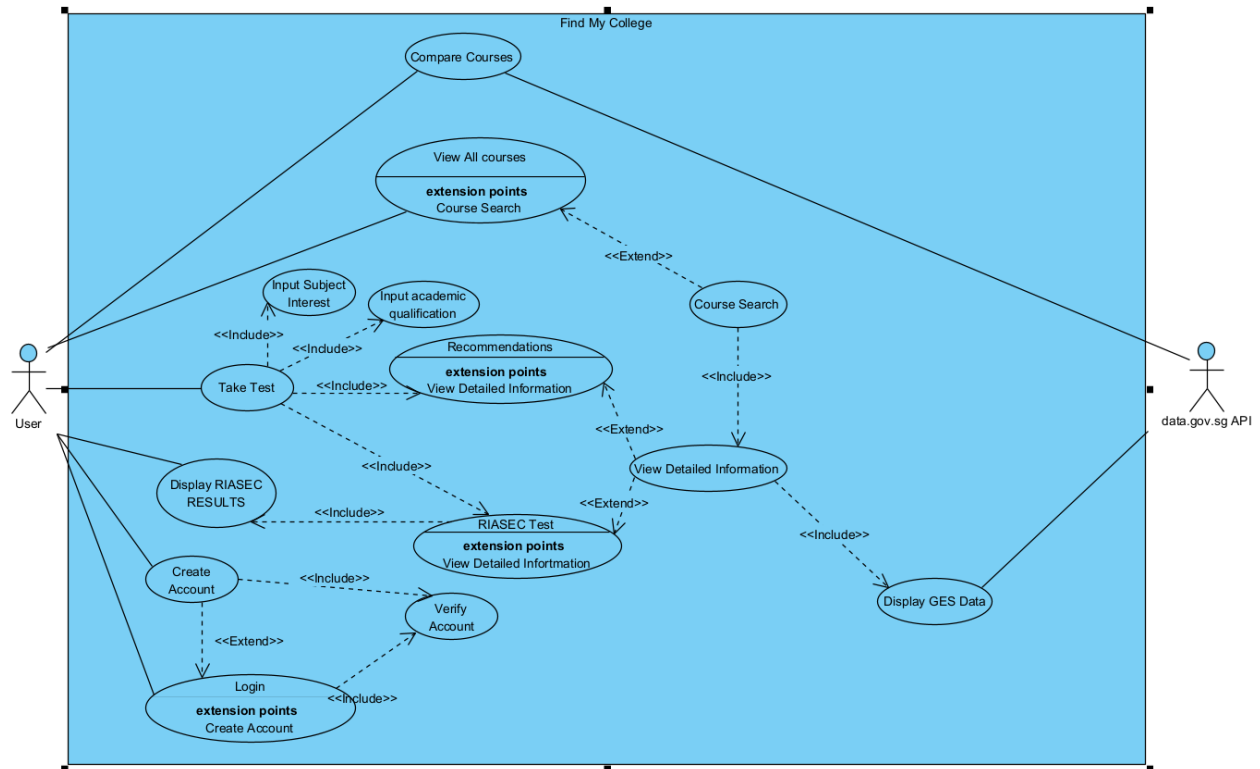 Find My College
Compare Courses
View All courses
extension points
Course Search
<<Extend>>
Input Subject
Interest
Input academic
qualification
Course Search
<<Include>>
<<Include>>
Recommendations
extension points
View Detailed Information
<<Include>>
Take Test
<<Include>>
User
data.gov.sg API
<<Extend>>
<<Include>>
View Detailed Information
Display RIASEC
RESULTS
<<Extend>>
<<Include>>
RIASEC Test
extension points
View Detailed Infortmation
<<Include>>
Create
Account
<<Include>>
Verify
Account
Display GES Data
<<Extend>>
Login
extension points
Create Account
<<Include>>